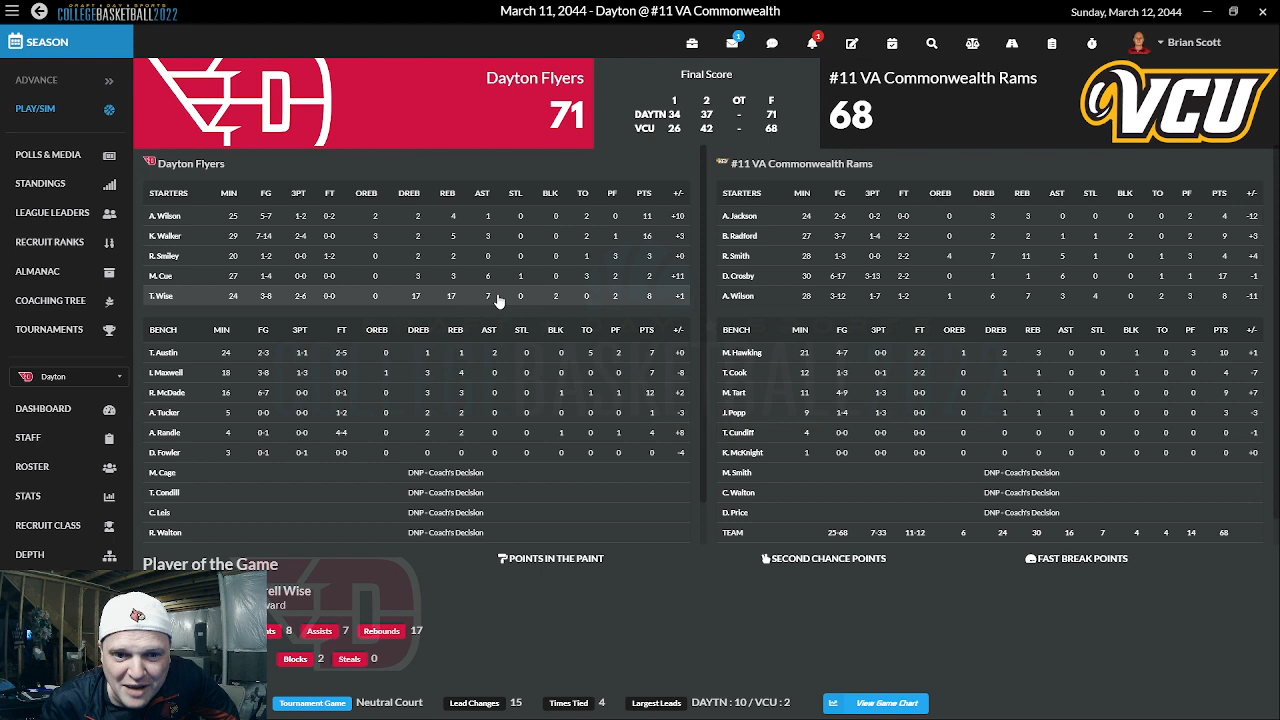 DRAFT DAY SPORTS
COLLEGE BASKETBALL 2022
March 11, 2044 - Dayton @ #11 VA Commonwealth
Sunday, March 12, 2044
SEASON
1
1
Brian Scott
ADVANCE
PLAY/SIM
POLLS & MEDIA
STANDINGS
LEAGUE LEADERS
RECRUIT RANKS
ALMANAC
COACHING TREE
TOURNAMENTS
Dayton
DASHBOARD
STAFF
ROSTER
STATS
RECRUIT CLASS
DEPTH
Dayton Flyers
71
Final Score
1 2 OT F
DAYTN 34 37 - 71
VCU 26 42 - 68
#11 VA Commonwealth Rams
68
VCU
Dayton Flyers
STARTERS MIN FG 3PT FT OREB DREB REB AST STL BLK TO PF PTS +/-
A. Wilson 25 5-7 1-2 0-2 2 2 4 1 0 0 2 0 11 +10
K. Walker 29 7-14 2-4 0-0 3 2 5 3 0 0 2 1 16 +3
R. Smiley 20 1-2 0-0 1-2 0 2 2 0 0 0 1 3 3 +0
M. Cue 27 1-4 0-0 0-0 0 3 3 6 1 0 3 2 2 +11
T. Wise 24 3-8 2-6 0-0 0 17 17 7 0 2 0 2 8 +1
BENCH MIN FG 3PT FT OREB DREB REB AST STL BLK TO PF PTS +/-
T. Austin 24 2-3 1-1 2-5 0 1 1 2 0 0 5 2 7 +0
I. Maxwell 18 3-8 1-3 0-0 1 3 4 0 0 0 0 2 7 -8
R. McDade 16 6-7 0-0 0-1 0 3 3 0 0 1 1 1 12 +2
A. Tucker 5 0-0 0-0 1-2 0 2 2 0 0 0 0 0 1 -3
A. Randle 4 0-1 0-0 4-4 0 2 2 0 0 1 0 1 4 +8
D. Fowler 3 0-1 0-1 0-0 0 0 0 0 0 0 0 0 0 -4
M. Cage DNP - Coach's Decision
T. Condill DNP - Coach's Decision
C. Leis DNP - Coach's Decision
R. Walton DNP - Coach's Decision
#11 VA Commonwealth Rams
STARTERS MIN FG 3PT FT OREB DREB REB AST STL BLK TO PF PTS +/-
A. Jackson 24 2-6 0-2 0-0 0 3 3 0 0 0 0 2 4 -12
B. Radford 27 3-7 1-4 2-2 0 2 2 1 1 2 0 2 9 +3
R. Smith 28 1-3 0-0 2-2 4 7 11 5 1 0 1 3 4 +4
D. Crosby 30 6-17 3-13 2-2 0 1 1 6 0 0 1 1 17 -1
A. Wilson 28 3-12 1-7 1-2 1 6 7 3 4 0 2 3 8 -11
BENCH MIN FG 3PT FT OREB DREB REB AST STL BLK TO PF PTS +/-
M. Hawking 21 4-7 0-0 2-2 1 2 3 0 0 1 0 3 10 +1
T. Cook 12 1-3 0-1 2-2 0 1 1 0 0 1 0 0 4 -7
M. Tart 11 4-9 1-3 0-0 0 1 1 0 1 0 0 0 9 +7
J. Popp 9 1-4 1-3 0-0 0 1 1 1 0 0 0 0 3 -3
T. Cundiff 4 0-0 0-0 0-0 0 0 0 0 0 0 0 0 0 -1
K. McKnight 1 0-0 0-0 0-0 0 0 0 0 0 0 0 0 0 +0
M. Smith DNP - Coach's Decision
C. Walton DNP - Coach's Decision
D. Price DNP - Coach's Decision
TEAM 25-68 7-33 11-12 6 24 30 16 7 4 4 14 68
Player of the Game
POINTS IN THE PAINT
SECOND CHANCE POINTS
FAST BREAK POINTS
rell Wise
ward
ts 8 Assists 7 Rebounds 17
Blocks 2 Steals 0
Tournament Game Neutral Court Lead Changes 15 Times Tied 4 Largest Leads DAYTN : 10 / VCU : 2 View Game Chart